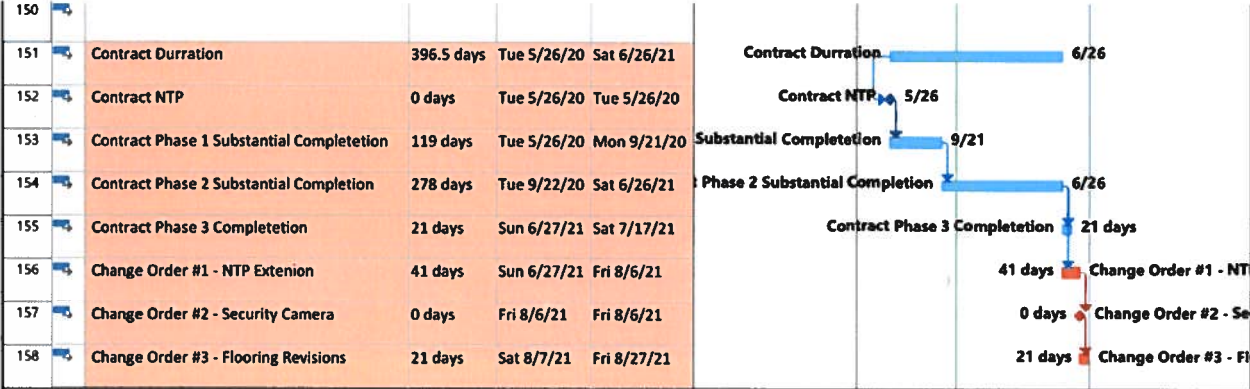 150
151 Contract Durration 396.5 days Tue 5/26/20 Sat 6/26/21 Contract Durration 6/26
152 Contract NTP 0 days Tue 5/26/20 Tue 5/26/20 Contract NTP 5/26
153 Contract Phase 1 Substantial Completetion 119 days Tue 5/26/20 Mon 9/21/20 Substantial Completetion 9/21
154 Contract Phase 2 Substantial Completion 278 days Tue 9/22/20 Sat 6/26/21 Phase 2 Substantial Completion 6/26
155 Contract Phase 3 Completetion 21 days Sun 6/27/21 Sat 7/17/21 Contract Phase 3 Completetion 21 days
156 Change Order #1 - NTP Extenion 41 days Sun 6/27/21 Fri 8/6/21 41 days Change Order #1 - NT
157 Change Order #2 - Security Camera 0 days Fri 8/6/21 Fri 8/6/21 0 days Change Order #2 - Se
158 Change Order #3 - Flooring Revisions 21 days Sat 8/7/21 Fri 8/27/21 21 days Change Order #3 - Fl